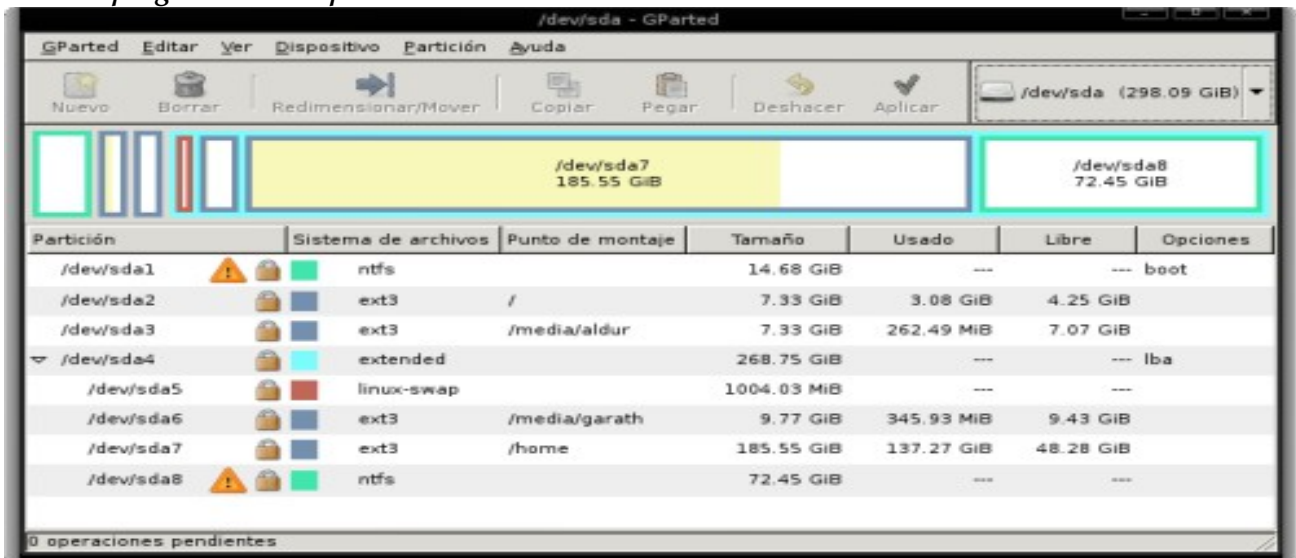 /dev/sda - GParted
GParted Editar Ver Dispositivo Partición Ayuda
Nuevo Borrar Redimensionar/Mover Copiar Pegar Deshacer Aplicar /dev/sda (298.09 GiB)
/dev/sda7 /dev/sda8
185.55 GiB 72.45 GiB
Partición Sistema de archivos Punto de montaje Tamaño Usado Libre Opciones
/dev/sda1 ntfs 14.68 GiB --- --- boot
/dev/sda2 ext3 / 7.33 GiB 3.08 GiB 4.25 GiB
/dev/sda3 ext3 /media/aldur 7.33 GiB 262.49 MiB 7.07 GiB
/dev/sda4 extended 268.75 GiB --- --- lba
/dev/sda5 linux-swap 1004.03 MiB --- ---
/dev/sda6 ext3 /media/garath 9.77 GiB 345.93 MiB 9.43 GiB
/dev/sda7 ext3 /home 185.55 GiB 137.27 GiB 48.28 GiB
/dev/sda8 ntfs 72.45 GiB --- ---
0 operaciones pendientes